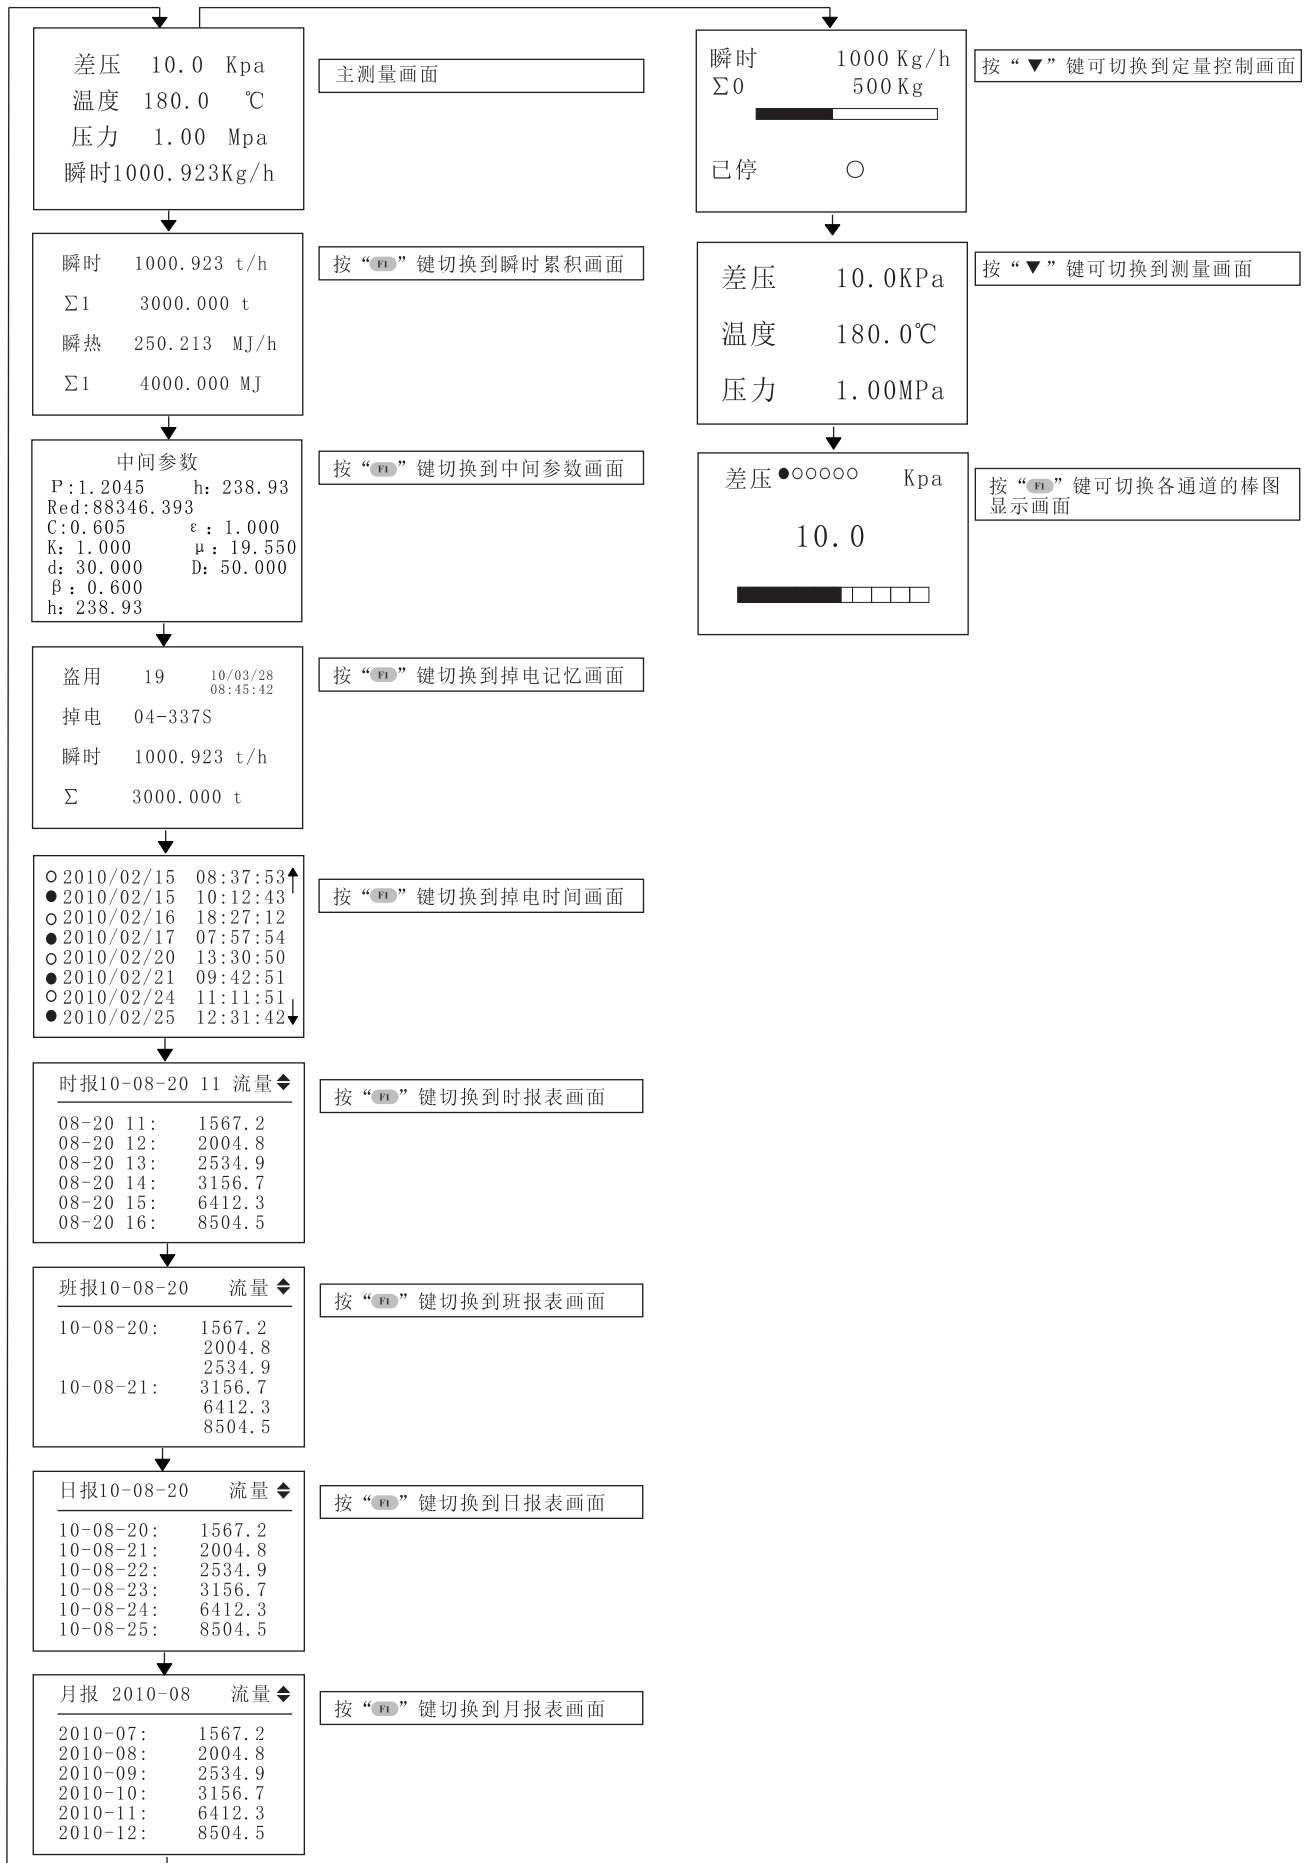 差压 10.0 Kpa
温度 180.0 ℃
压力 1.00 Mpa
瞬时1000.923Kg/h
主测量画面
瞬时 1000.923 t/h
∑1 3000.000 t
瞬热 250.213 MJ/h
∑1 4000.000 MJ
按“F1”键切换到瞬时累积画面
中间参数
P:1.2045 h: 238.93
Red:88346.393
C:0.605 ε: 1.000
K: 1.000 μ: 19.550
d: 30.000 D: 50.000
β: 0.600
h: 238.93
按“F1”键切换到中间参数画面
盗用 19 10/03/28
08:45:42
掉电 04-337S
瞬时 1000.923 t/h
∑ 3000.000 t
按“F1”键切换到掉电记忆画面
○2010/02/15 08:37:53↑
●2010/02/15 10:12:43
○2010/02/16 18:27:12
●2010/02/17 07:57:54
○2010/02/20 13:30:50
●2010/02/21 09:42:51
○2010/02/24 11:11:51
●2010/02/25 12:31:42↓
按“F1”键切换到掉电时间画面
时报10-08-20 11 流量
08-20 11: 1567.2
08-20 12: 2004.8
08-20 13: 2534.9
08-20 14: 3156.7
08-20 15: 6412.3
08-20 16: 8504.5
按“F1”键切换到时报表画面
班报10-08-20 流量
10-08-20: 1567.2
2004.8
2534.9
10-08-21: 3156.7
6412.3
8504.5
按“F1”键切换到班报表画面
日报10-08-20 流量
10-08-20: 1567.2
10-08-21: 2004.8
10-08-22: 2534.9
10-08-23: 3156.7
10-08-24: 6412.3
10-08-25: 8504.5
按“F1”键切换到日报表画面
月报 2010-08 流量
2010-07: 1567.2
2010-08: 2004.8
2010-09: 2534.9
2010-10: 3156.7
2010-11: 6412.3
2010-12: 8504.5
按“F1”键切换到月报表画面
瞬时 1000 Kg/h
∑0 500 Kg
已停 ○
按“▼”键可切换到定量控制画面
差压 10.0KPa
温度 180.0℃
压力 1.00MPa
按“▼”键可切换到测量画面
差压●○○○○○ Kpa
10.0
按“F1”键可切换各通道的棒图
显示画面